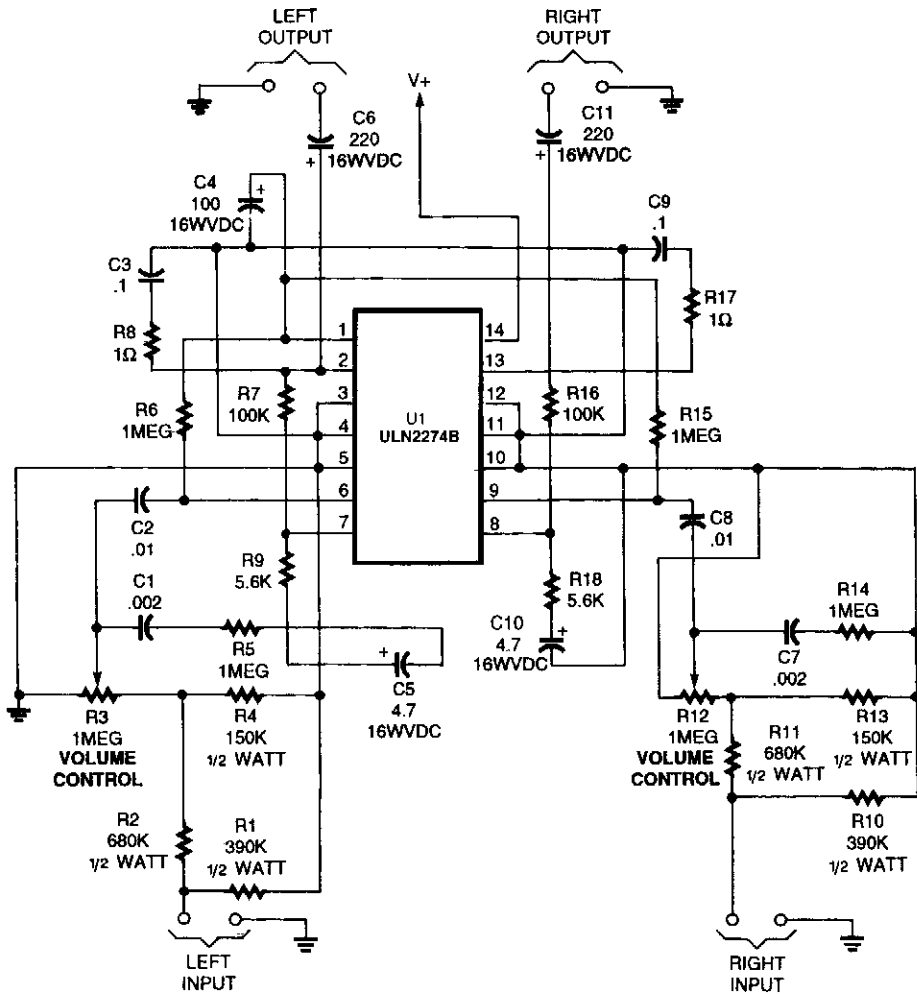 LEFT
OUTPUT
RIGHT
OUTPUT
V+
C6
220
16WVDC
+
C11
220
16WVDC
+
C4
100
16WVDC
+
C9
.1
C3
.1
R8
1Ω
R17
1Ω
1
2
3
4
5
6
7
14
13
12
11
10
9
8
U1
ULN2274B
R7
100K
R16
100K
R6
1MEG
R15
1MEG
C2
.01
C8
.01
R9
5.6K
R18
5.6K
C1
.002
R5
1MEG
C10
4.7
16WVDC
+
R14
1MEG
C7
.002
+
C5
4.7
16WVDC
R3
1MEG
VOLUME
CONTROL
R4
150K
1/2 WATT
R12
1MEG
VOLUME
CONTROL
R11
680K
1/2 WATT
R13
150K
1/2 WATT
R2
680K
1/2 WATT
R1
390K
1/2 WATT
R10
390K
1/2 WATT
LEFT
INPUT
RIGHT
INPUT